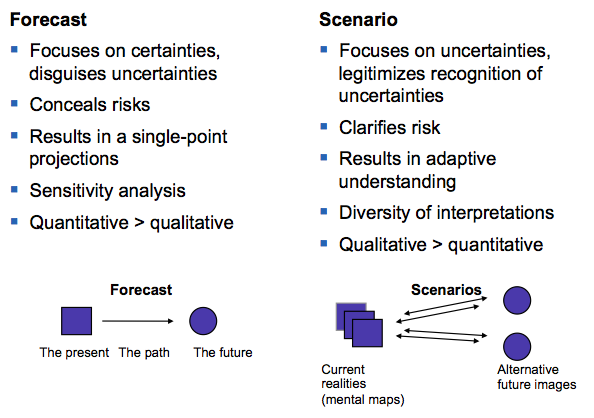 Forecast
Focuses on certainties,
disguises uncertainties
Conceals risks
Results in a single-point
projections
Sensitivity analysis
Quantitative > qualitative
Scenario
Focuses on uncertainties,
legitimizes recognition of
uncertainties
Clarifies risk
Results in adaptive
understanding
Diversity of interpretations
Qualitative > quantitative
Forecast
The present The path The future
Scenarios
Current
realities
(mental maps)
Alternative
future images